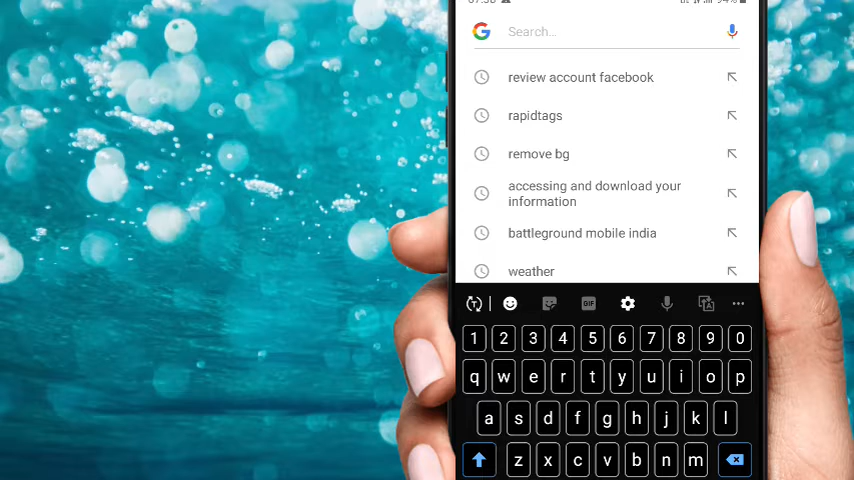 Search...
review account facebook
rapidtags
remove bg
accessing and download your
information
battleground mobile india
weather
T
GIF
A
1 2 3 4 5 6 7 8 9 0
q w e r t y u i o p
a s d f g h j k l
z x c v b n m